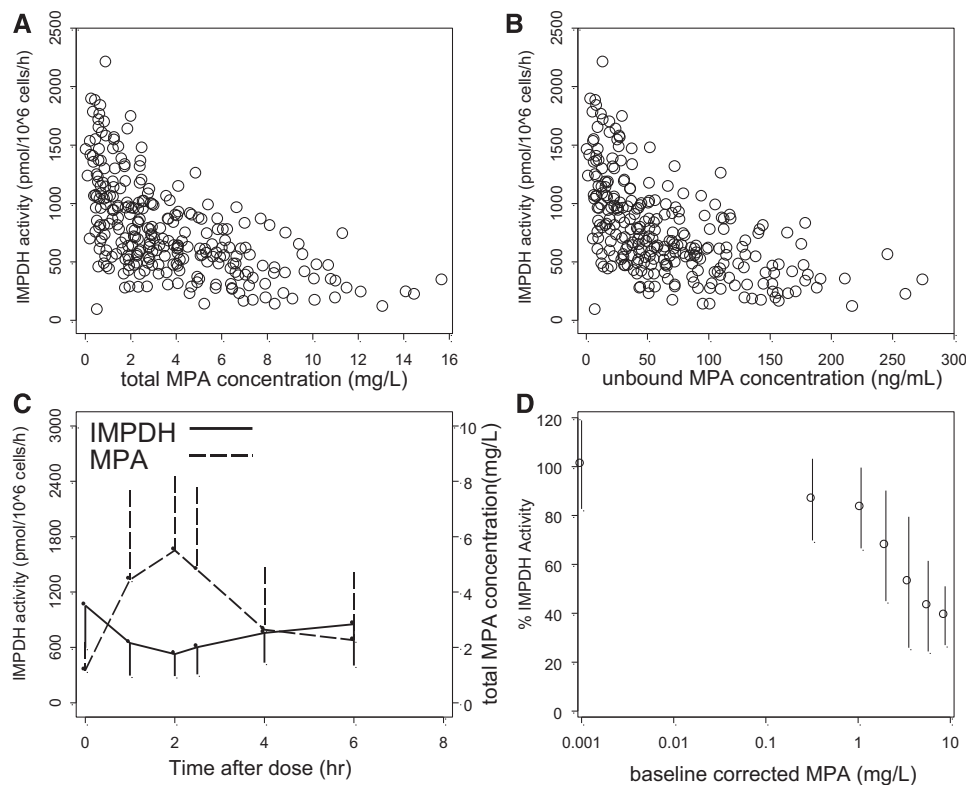 A
IMPDH activity (pmol/10^6 cells/h)
2500
2000
1500
1000
500
0
0 2 4 6 8 10 12 14 16
total MPA concentration (mg/L)
B
IMPDH activity (pmol/10^6 cells/h)
2500
2000
1500
1000
500
0
0 50 100 150 200 250 300
unbound MPA concentration (ng/mL)
C
IMPDH activity (pmol/10^6 cells/h)
3000
2400
1800
1200
600
0
IMPDH
MPA
10
8
6
4
2
0
total MPA concentration(mg/L)
0 2 4 6 8
Time after dose (hr)
D
% IMPDH Activity
120
100
80
60
40
20
0
0.001 0.01 0.1 1 10
baseline corrected MPA (mg/L)